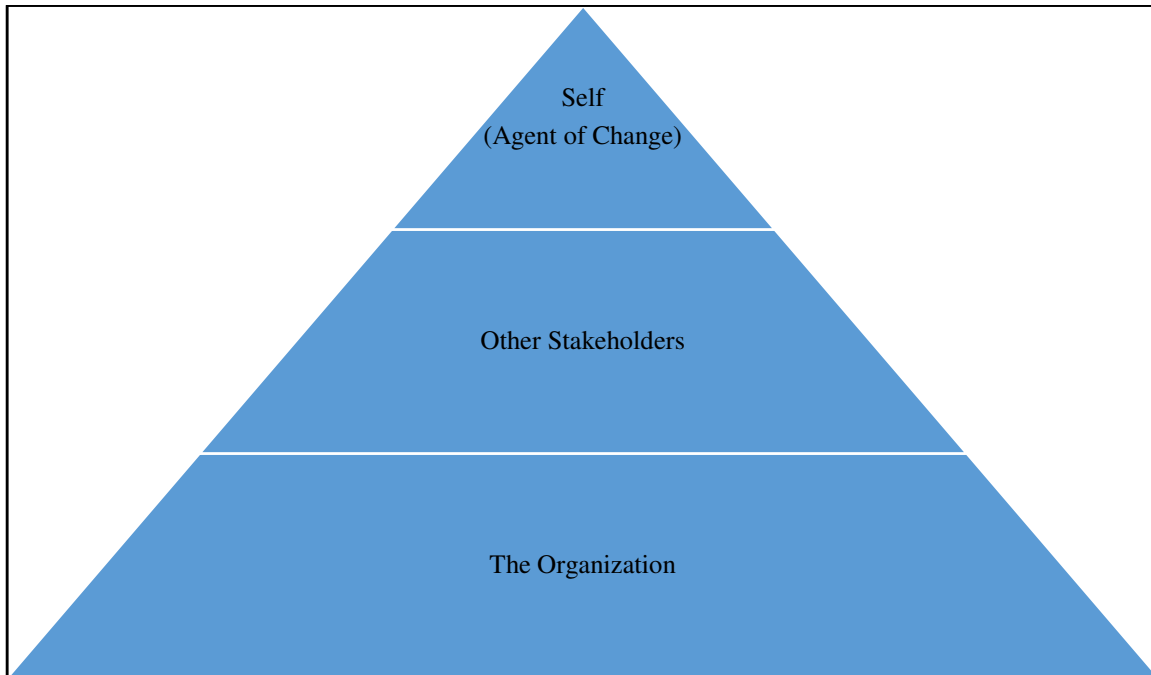 Self
(Agent of Change)
Other Stakeholders
The Organization